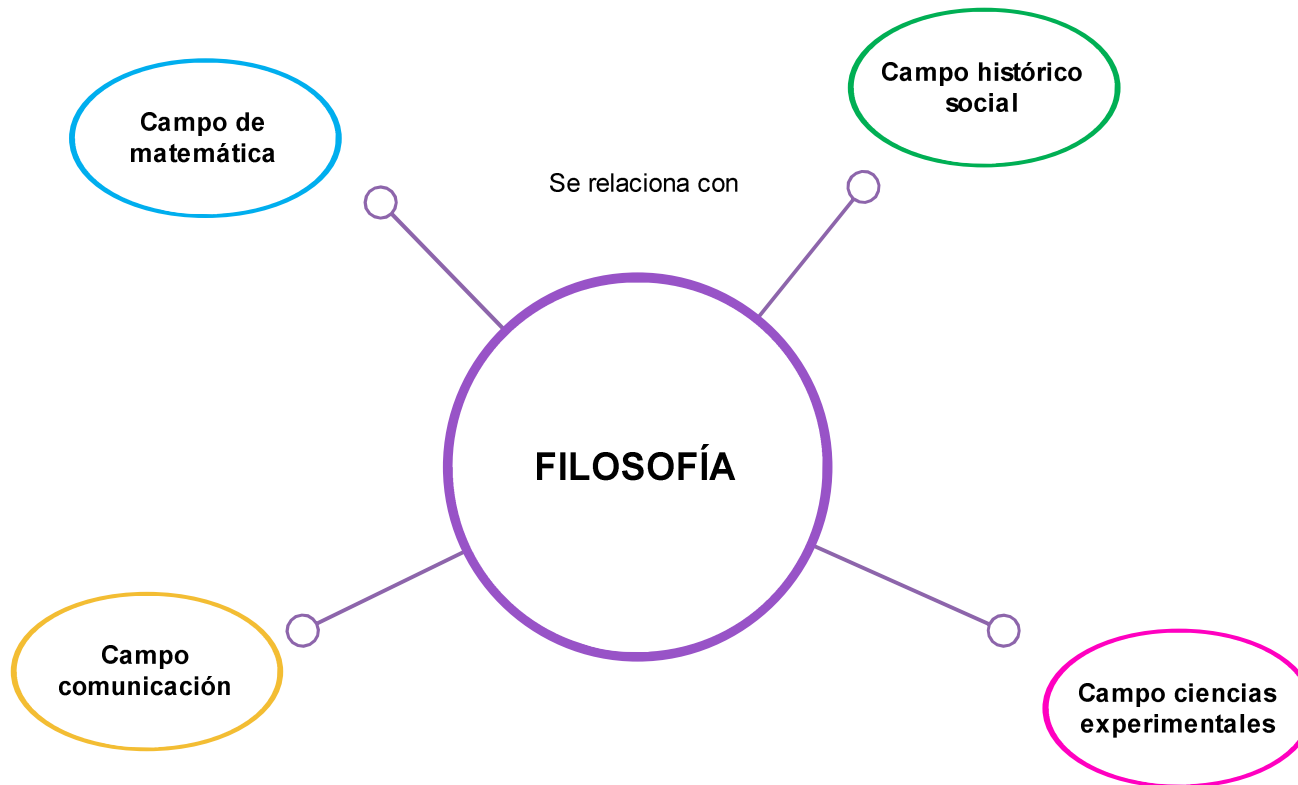 Campo histórico
social
Campo de
matemática
Se relaciona con
FILOSOFÍA
Campo
comunicación
Campo ciencias
experimentales